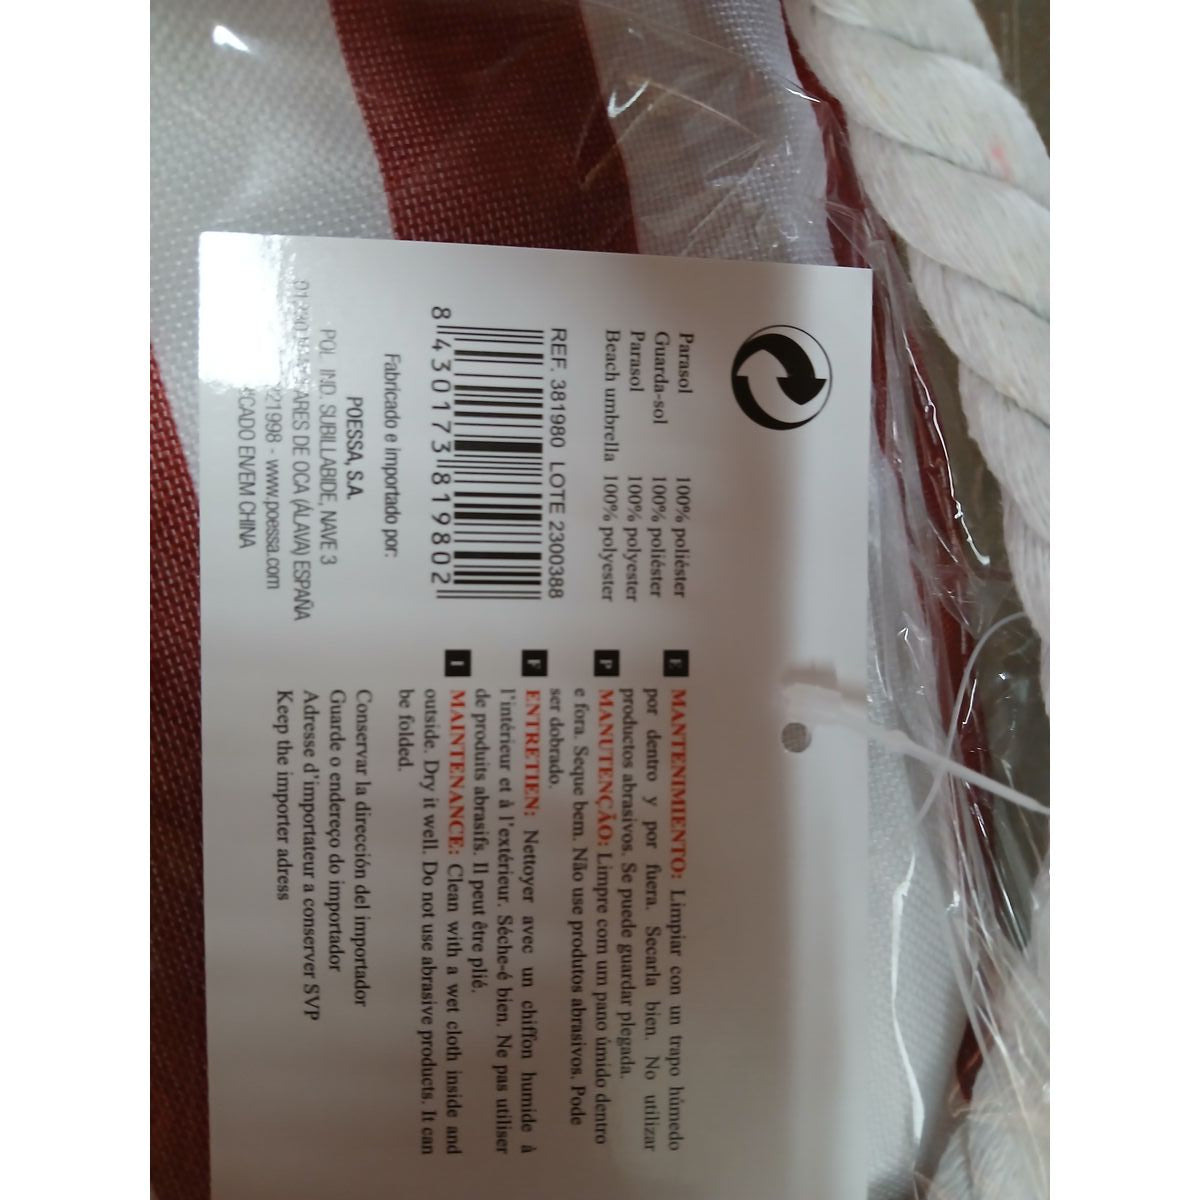 Parasol 100% poliéster
Guarda-sol 100% poliéster
Parasol 100% polyester
Beach umbrella 100% polyester
REF. 381980 LOTE 2300388
8 430173 819802
Fabricado e importado por:
POESSA, S.A.
POL. IND. SUBILLABIDE, NAVE 3
DE OCA (ÁLAVA) ESPAÑA
21998 - www.poessa.com
EN/EM CHINA
E MANTENIMIENTO: Limpiar con un trapo húmedo
por dentro y por fuera. Secarla bien. No utilizar
productos abrasivos. Se puede guardar plegada.
P MANUTENÇÃO: Limpre com um pano úmido dentro
e fora. Seque bem. Não use produtos abrasivos. Pode
ser dobrado.
F ENTRETIEN: Nettoyer avec un chiffon humide à
l'intérieur et à l'extérieur. Séche-é bien. Ne pas utiliser
de produits abrasifs. Il peut être plié.
I MAINTENANCE: Clean with a wet cloth inside and
outside. Dry it well. Do not use abrasive products. It can
be folded.
Conservar la dirección del importador
Guarde o endereço do importador
Adresse d'importateur a conserver SVP
Keep the importer adress